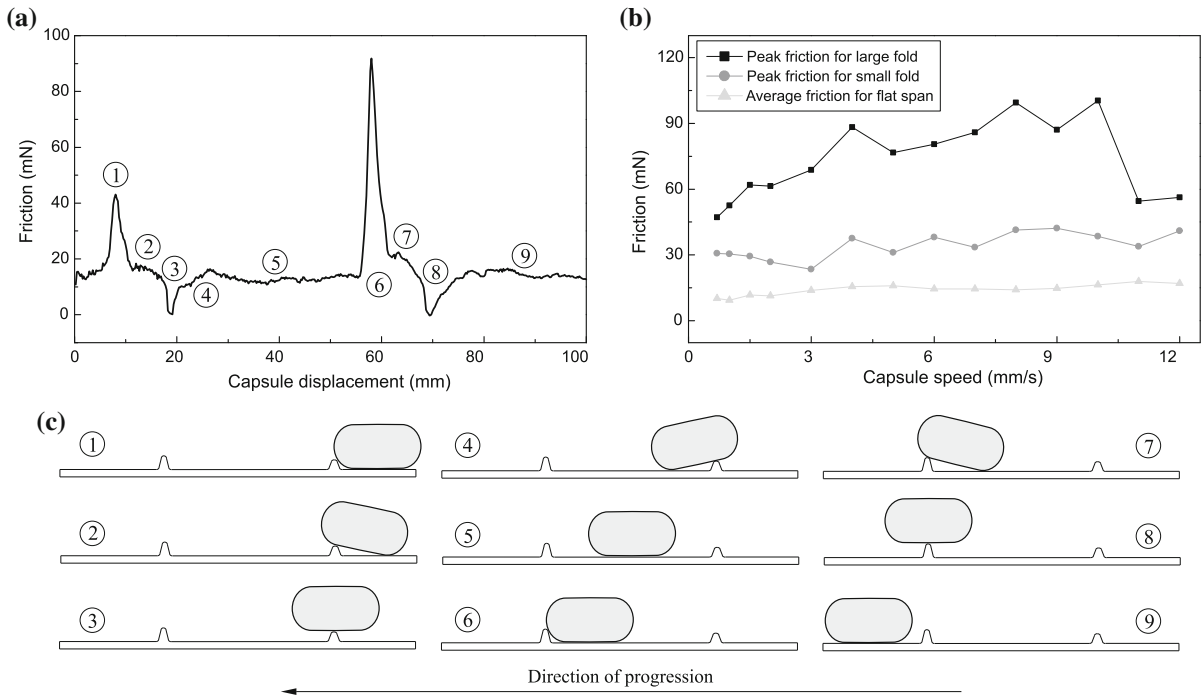 (a)
Friction (mN)
100
80
60
40
20
0
0 20 40 60 80 100
Capsule displacement (mm)
1 2 3 4 5 6 7 8 9
(b)
Peak friction for large fold
Peak friction for small fold
Average friction for flat span
Friction (mN)
120
90
60
30
0
0 3 6 9 12
Capsule speed (mm/s)
(c)
1 4 7
2 5 8
3 6 9
Direction of progression